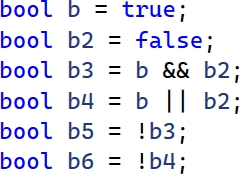 bool b = true;
bool b2 = false;
bool b3 = b && b2;
bool b4 = b || b2;
bool b5 = !b3;
bool b6 = !b4;